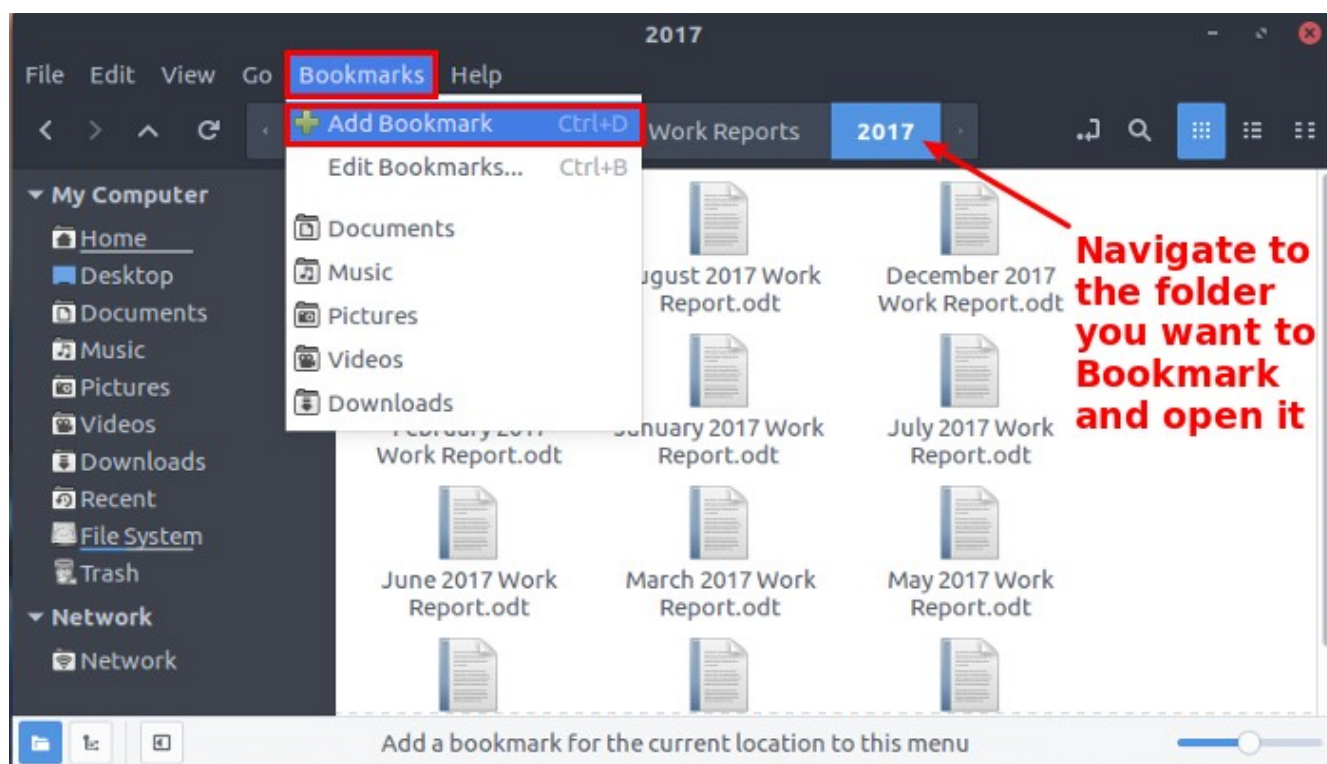 2017
File Edit View Go Bookmarks Help
Add Bookmark Ctrl+D
Work Reports 2017
Edit Bookmarks... Ctrl+B
Documents
Music
Pictures
Videos
Downloads
My Computer
Home
Desktop
Documents
Music
Pictures
Videos
Downloads
Recent
File System
Trash
Network
Network
2017 Work
Report.odt
December 2017
Work Report.odt
2017
Work Report.odt
January 2017 Work
Report.odt
July 2017 Work
Report.odt
June 2017 Work
Report.odt
March 2017 Work
Report.odt
May 2017 Work
Report.odt
Navigate to
the folder
you want to
Bookmark
and open it
Add a bookmark for the current location to this menu